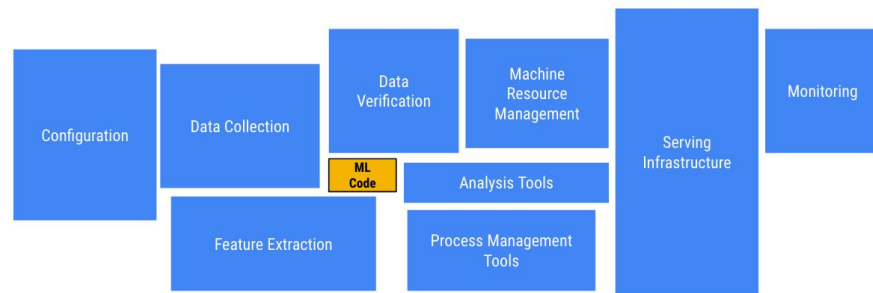 Configuration
Data Collection
Data
Verification
Machine
Resource
Management
Serving
Infrastructure
Monitoring
ML
Code
Analysis Tools
Feature Extraction
Process Management
Tools